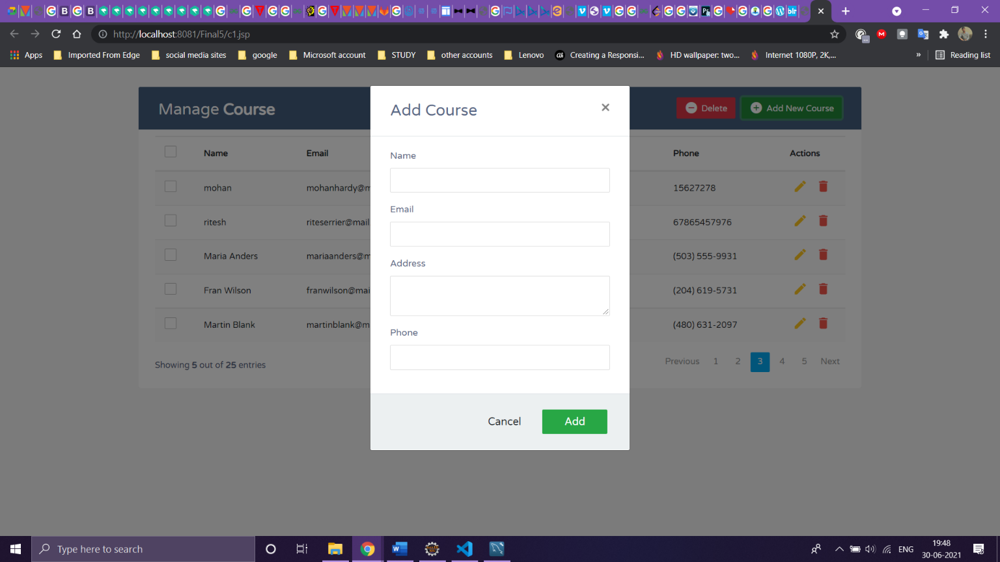 http://localhost:8081/Final5/c1.jsp
Apps Imported From Edge social media sites google Microsoft account STUDY other accounts Lenovo Creating a Responsi... HD wallpaper: two... Internet 1080P, 2K,... » Reading list
Manage Course
Delete
Add New Course
Name Email Phone Actions
mohan mohanhardy@m 15627278
ritesh riteserrier@mail 67865457976
Maria Anders mariaanders@m (503) 555-9931
Fran Wilson franwilson@mai (204) 619-5731
Martin Blank martinblank@m (480) 631-2097
Showing 5 out of 25 entries
Previous 1 2 3 4 5 Next
Add Course ×
Name
Email
Address
Phone
Cancel Add
Type here to search
ENG
19:48
30-06-2021